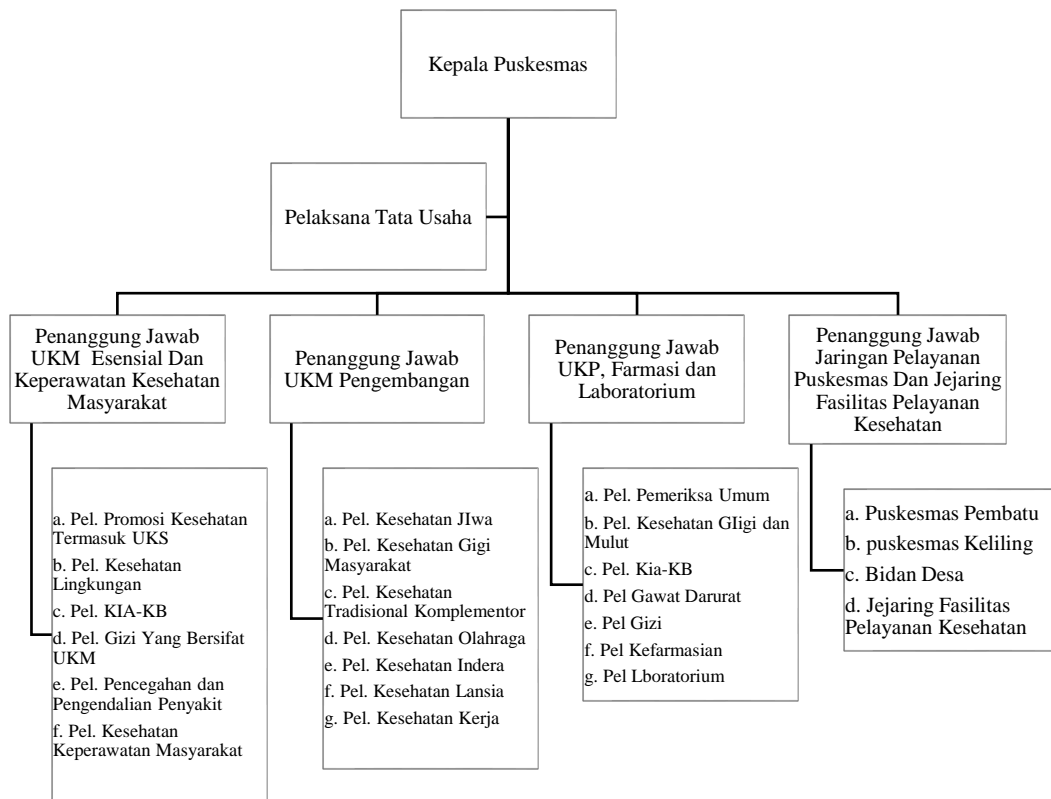 Kepala Puskesmas
Pelaksana Tata Usaha
Penanggung Jawab
UKM Esensial Dan
Keperawatan Kesehatan
Masyarakat
Penanggung Jawab
UKM Pengembangan
Penanggung Jawab
UKP, Farmasi dan
Laboratorium
Penanggung Jawab
Jaringan Pelayanan
Puskesmas Dan Jejaring
Fasilitas Pelayanan
Kesehatan
a. Pel. Promosi Kesehatan
Termasuk UKS
b. Pel. Kesehatan
Lingkungan
c. Pel. KIA-KB
d. Pel. Gizi Yang Bersifat
UKM
e. Pel. Pencegahan dan
Pengendalian Penyakit
f. Pel. Kesehatan
Keperawatan Masyarakat
a. Pel. Kesehatan JIwa
b. Pel. Kesehatan Gigi
Masyarakat
c. Pel. Kesehatan
Tradisional Komplementor
d. Pel. Kesehatan Olahraga
e. Pel. Kesehatan Indera
f. Pel. Kesehatan Lansia
g. Pel. Kesehatan Kerja
a. Pel. Pemeriksa Umum
b. Pel. Kesehatan GIigi dan
Mulut
c. Pel. Kia-KB
d. Pel Gawat Darurat
e. Pel Gizi
f. Pel Kefarmasian
g. Pel Lboratorium
a. Puskesmas Pembatu
b. puskesmas Keliling
c. Bidan Desa
d. Jejaring Fasilitas
Pelayanan Kesehatan